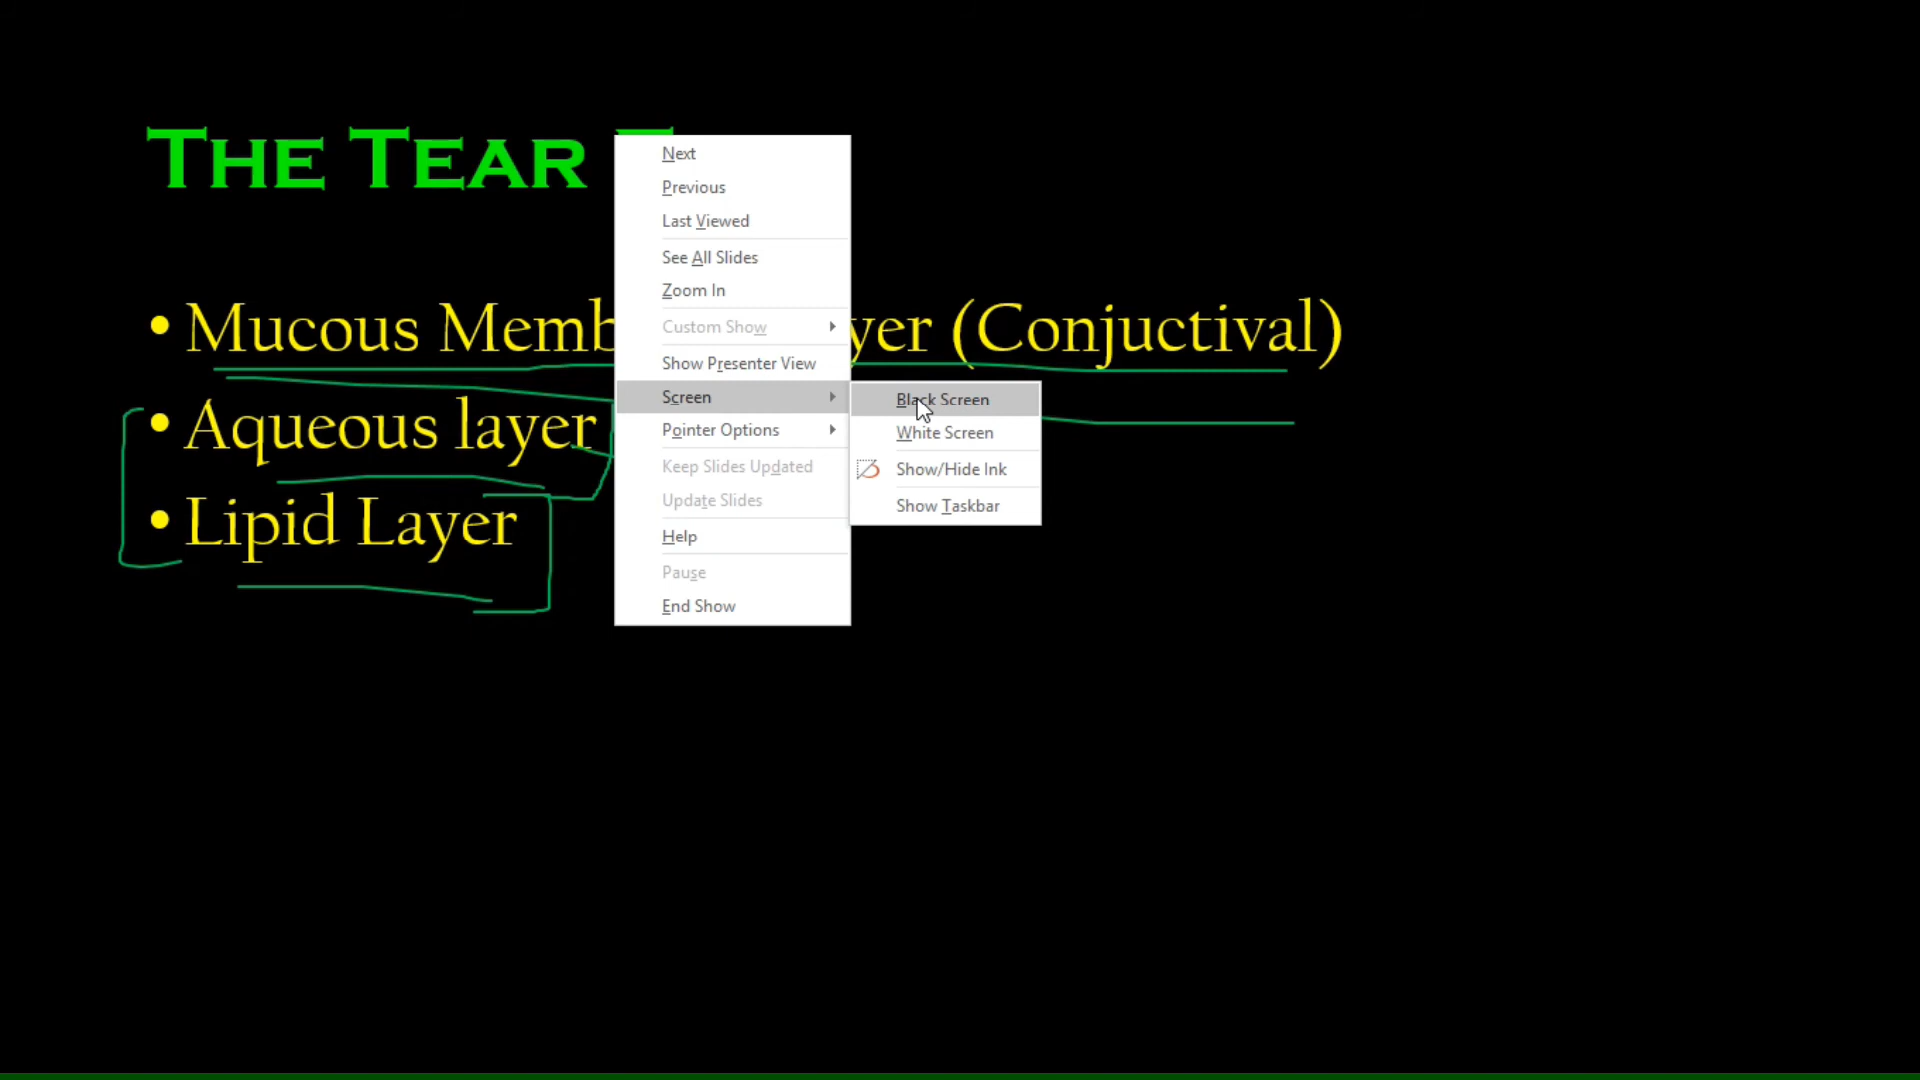 THE TEAR
Next
Previous
Last Viewed
See All Slides
Zoom In
Custom Show
Show Presenter View
Screen
Pointer Options
Keep Slides Updated
Update Slides
Help
Pause
End Show
Black Screen
White Screen
Show/Hide Ink
Show Taskbar
• Mucous Memb yer (Conjuctival)
• Aqueous layer
• Lipid Layer